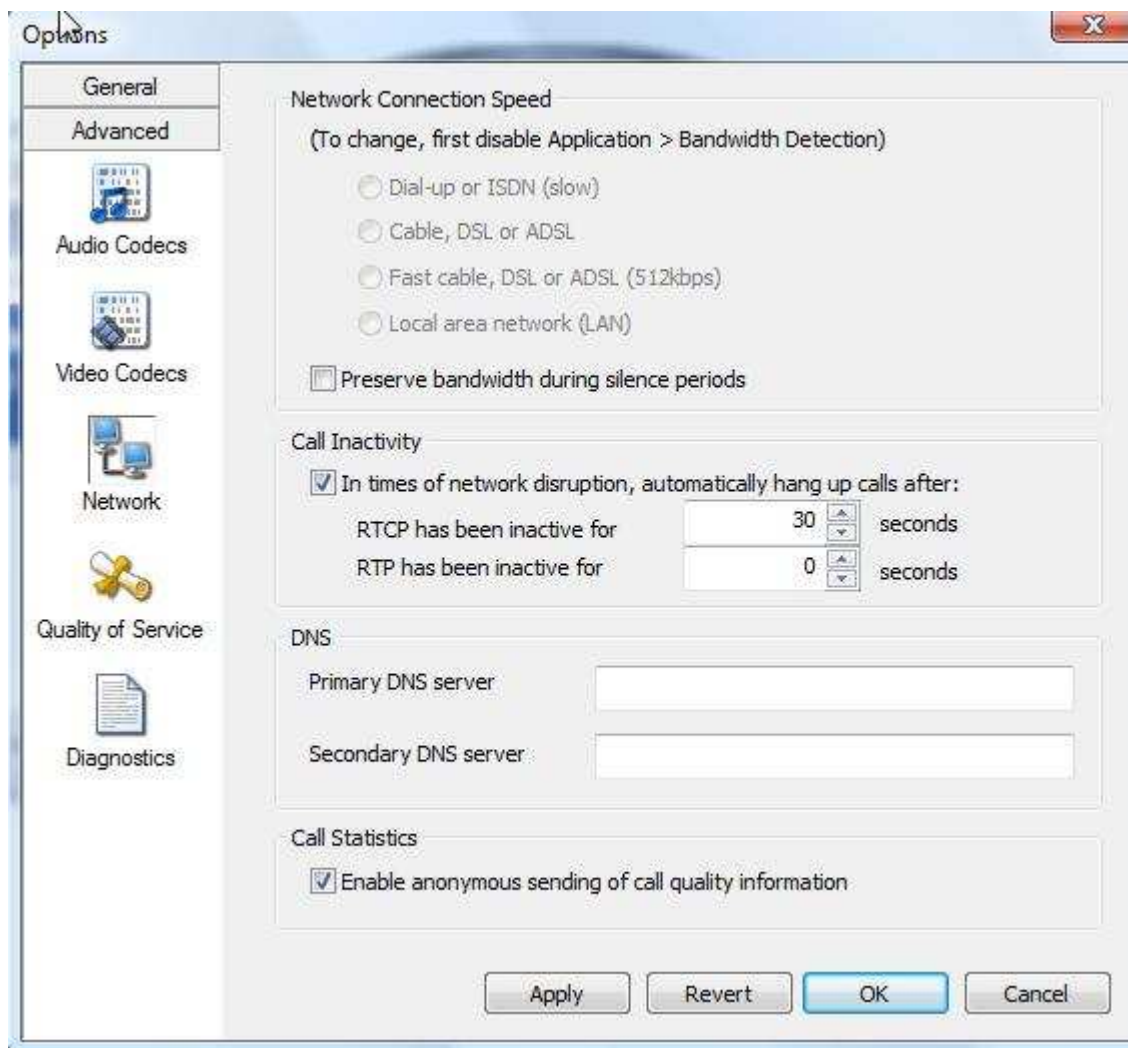 Options
General
Advanced
Audio Codecs
Video Codecs
Network
Quality of Service
Diagnostics
Network Connection Speed
(To change, first disable Application > Bandwidth Detection)
Dial-up or ISDN (slow)
Cable, DSL or ADSL
Fast cable, DSL or ADSL (512kbps)
Local area network (LAN)
Preserve bandwidth during silence periods
Call Inactivity
In times of network disruption, automatically hang up calls after:
RTCP has been inactive for 30 seconds
RTP has been inactive for 0 seconds
DNS
Primary DNS server
Secondary DNS server
Call Statistics
Enable anonymous sending of call quality information
Apply Revert OK Cancel